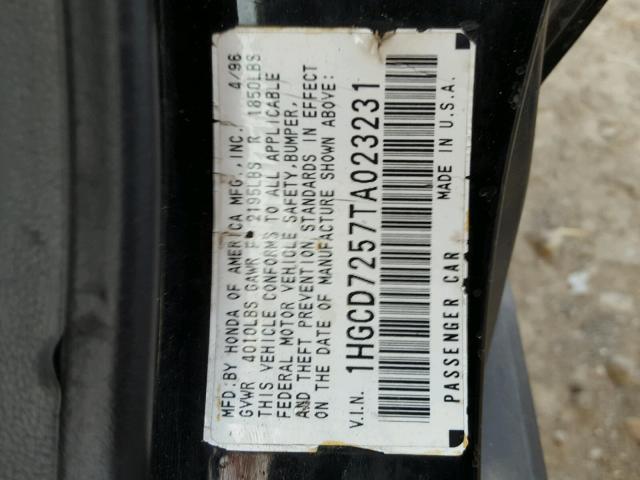 MFD.BY HONDA OF AMERICA MFG.,INC. 4/96
GVWR 4010LBS GAWR F 2195LBS R 1850LBS
THIS VEHICLE CONFORMS TO ALL APPLICABLE
FEDERAL MOTOR VEHICLE SAFETY,BUMPER,
AND THEFT PREVENTION STANDARDS IN EFFECT
ON THE DATE OF MANUFACTURE SHOWN ABOVE:
V.I.N. 1HGCD7257TA023231
PASSENGER CAR MADE IN U.S.A.